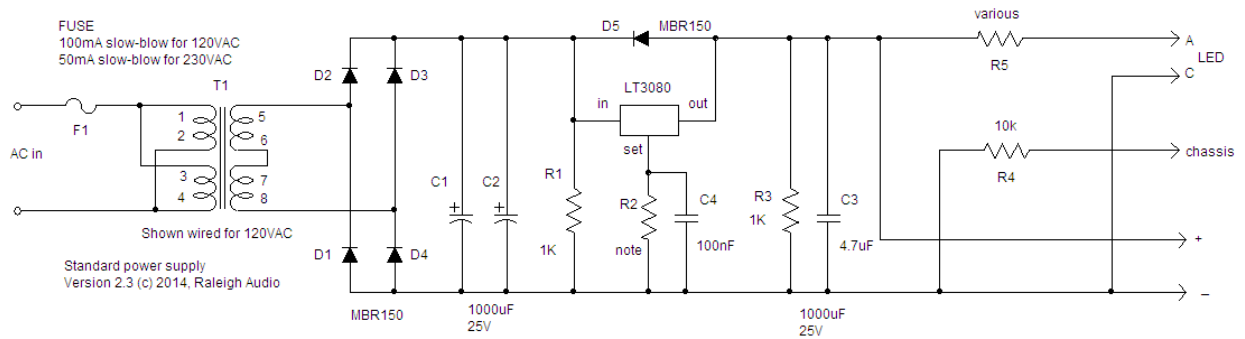 FUSE
100mA slow-blow for 120VAC
50mA slow-blow for 230VAC
T1
F1
AC in
1
2
3
4
5
6
7
8
Shown wired for 120VAC
Standard power supply
Version 2.3 (c) 2014, Raleigh Audio
D2
D3
D1
D4
MBR150
C1
+
C2
+
1000uF
25V
D5
MBR150
LT3080
in
out
set
R1
1K
R2
note
C4
100nF
R3
1K
C3
4.7uF
1000uF
25V
various
R5
A
LED
C
10k
R4
chassis
+
–